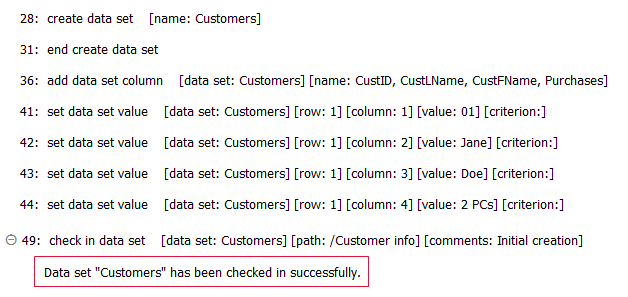 28: create data set [name: Customers]
31: end create data set
36: add data set column [data set: Customers] [name: CustID, CustLName, CustFName, Purchases]
41: set data set value [data set: Customers] [row: 1] [column: 1] [value: 01] [criterion:]
42: set data set value [data set: Customers] [row: 1] [column: 2] [value: Jane] [criterion:]
43: set data set value [data set: Customers] [row: 1] [column: 3] [value: Doe] [criterion:]
44: set data set value [data set: Customers] [row: 1] [column: 4] [value: 2 PCs] [criterion:]
49: check in data set [data set: Customers] [path: /Customer info] [comments: Initial creation]
Data set "Customers" has been checked in successfully.